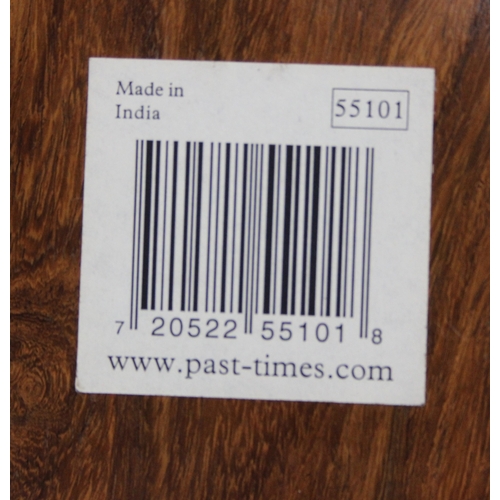 Made in
India
55101
7 20522 55101 8
www.past-times.com